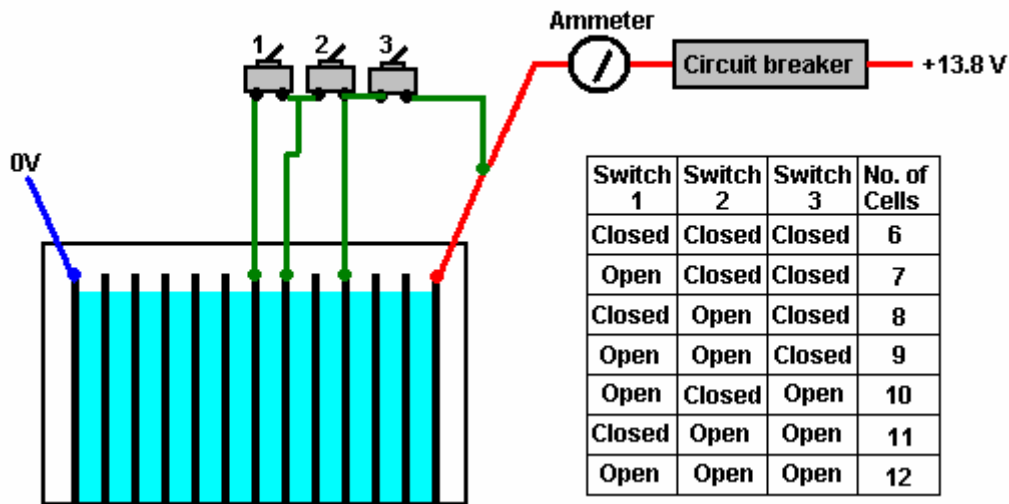 Ammeter
1 2 3
Circuit breaker
+13.8 V
0V
Switch 1 Switch 2 Switch 3 No. of Cells
Closed Closed Closed 6
Open Closed Closed 7
Closed Open Closed 8
Open Open Closed 9
Open Closed Open 10
Closed Open Open 11
Open Open Open 12